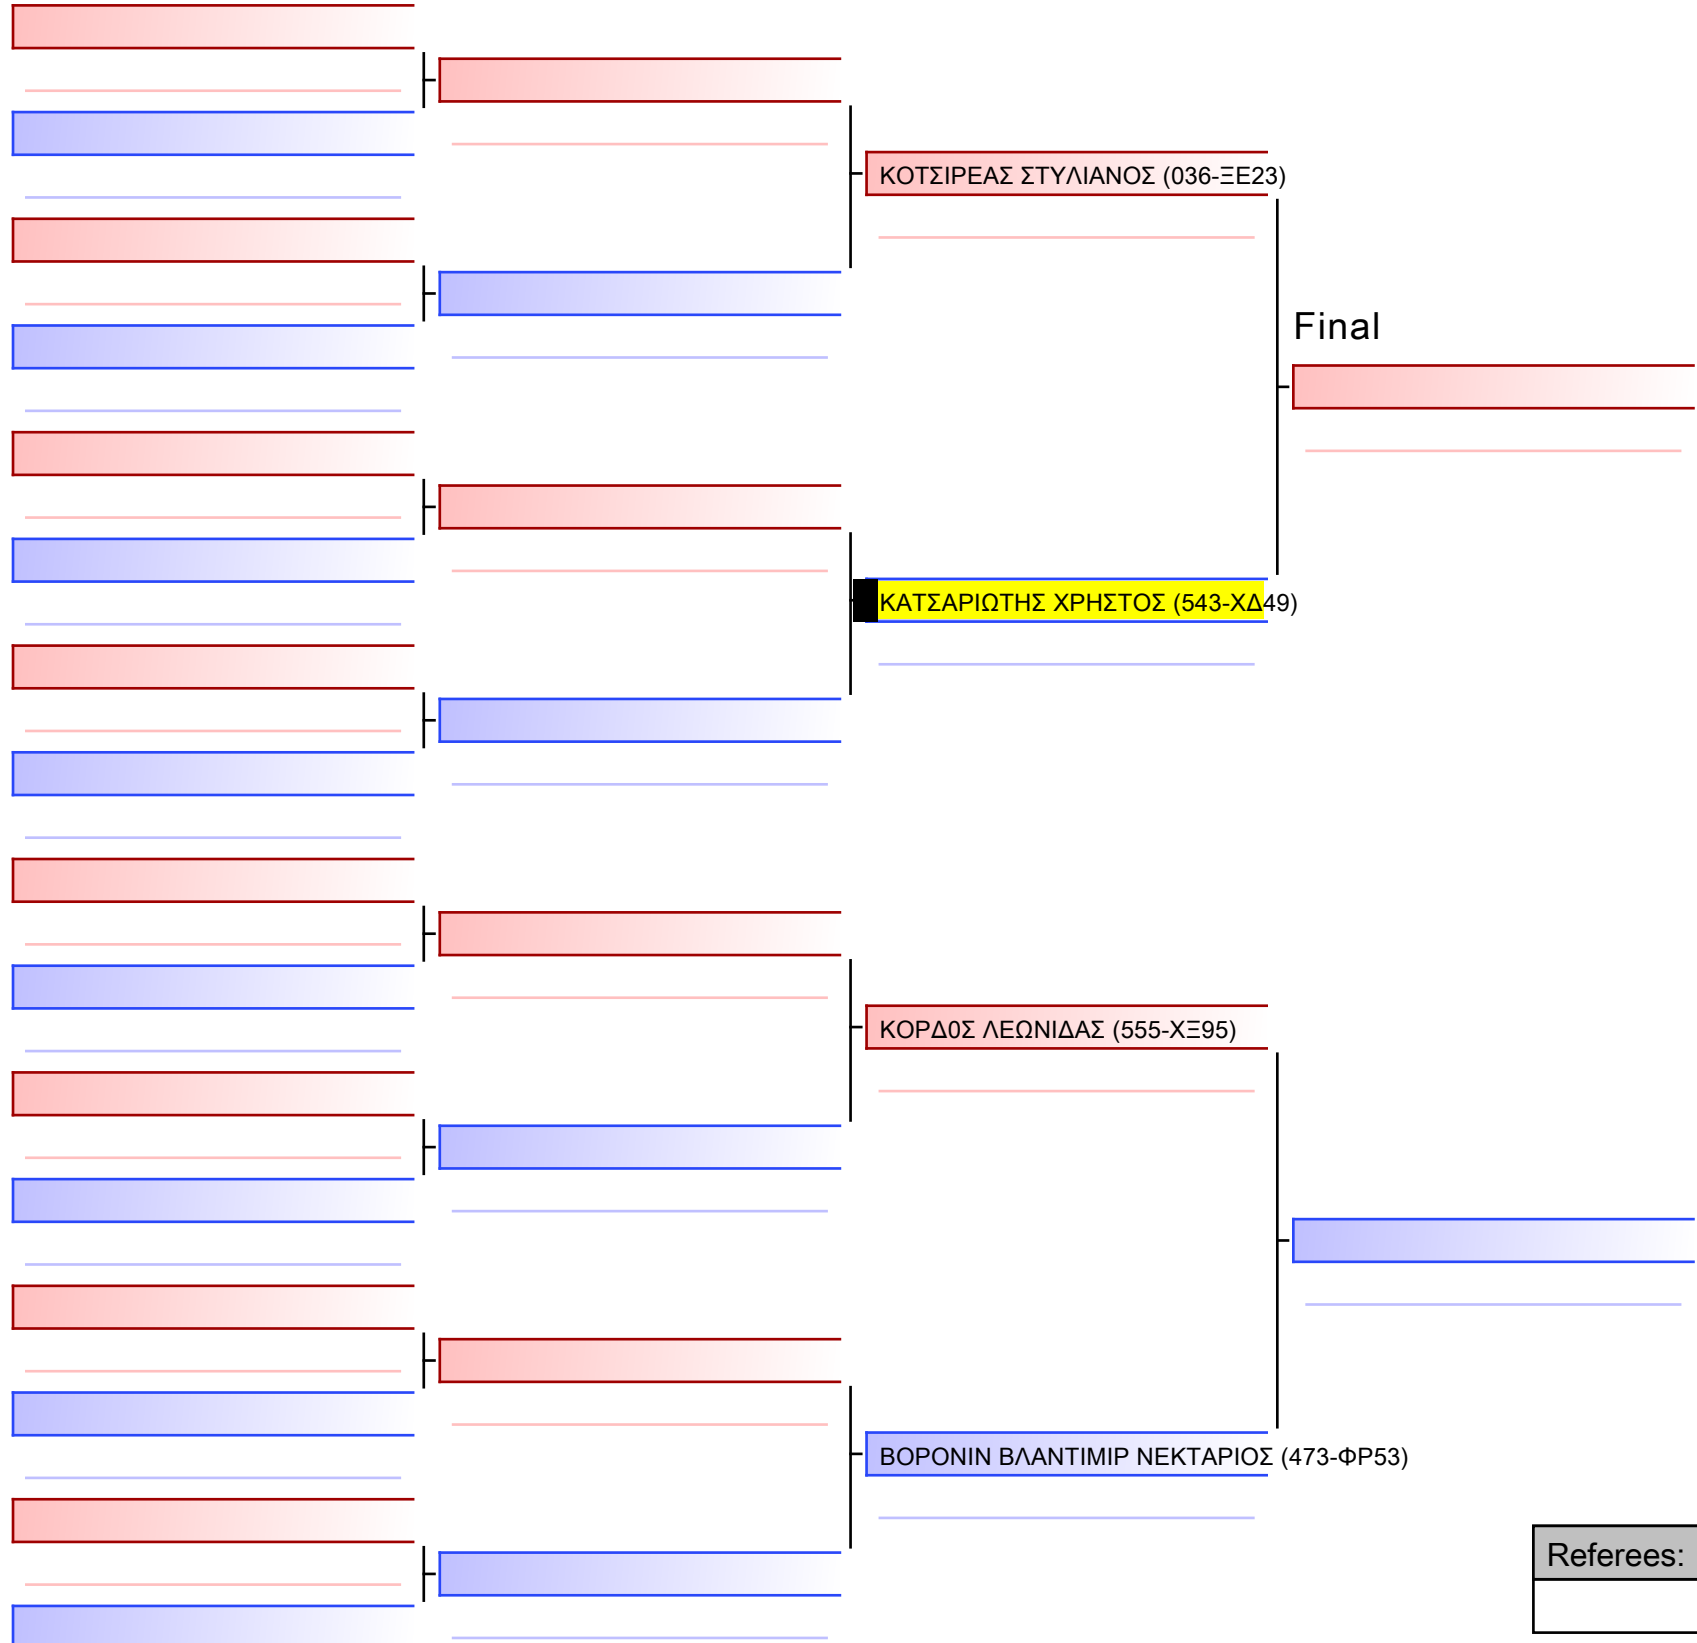 ΚΟΤΣΙΡΕΑΣ ΣΤΥΛΙΑΝΟΣ (036-ΞΕ23)
Final
ΚΑΤΣΑΡΙΩΤΗΣ ΧΡΗΣΤΟΣ (543-ΧΔ49)
ΚΟΡΔ0Σ ΛΕΩΝΙΔΑΣ (555-ΧΞ95)
ΒΟΡΟΝΙΝ ΒΛΑΝΤΙΜΙΡ ΝΕΚΤΑΡΙΟΣ (473-ΦΡ53)
Referees: